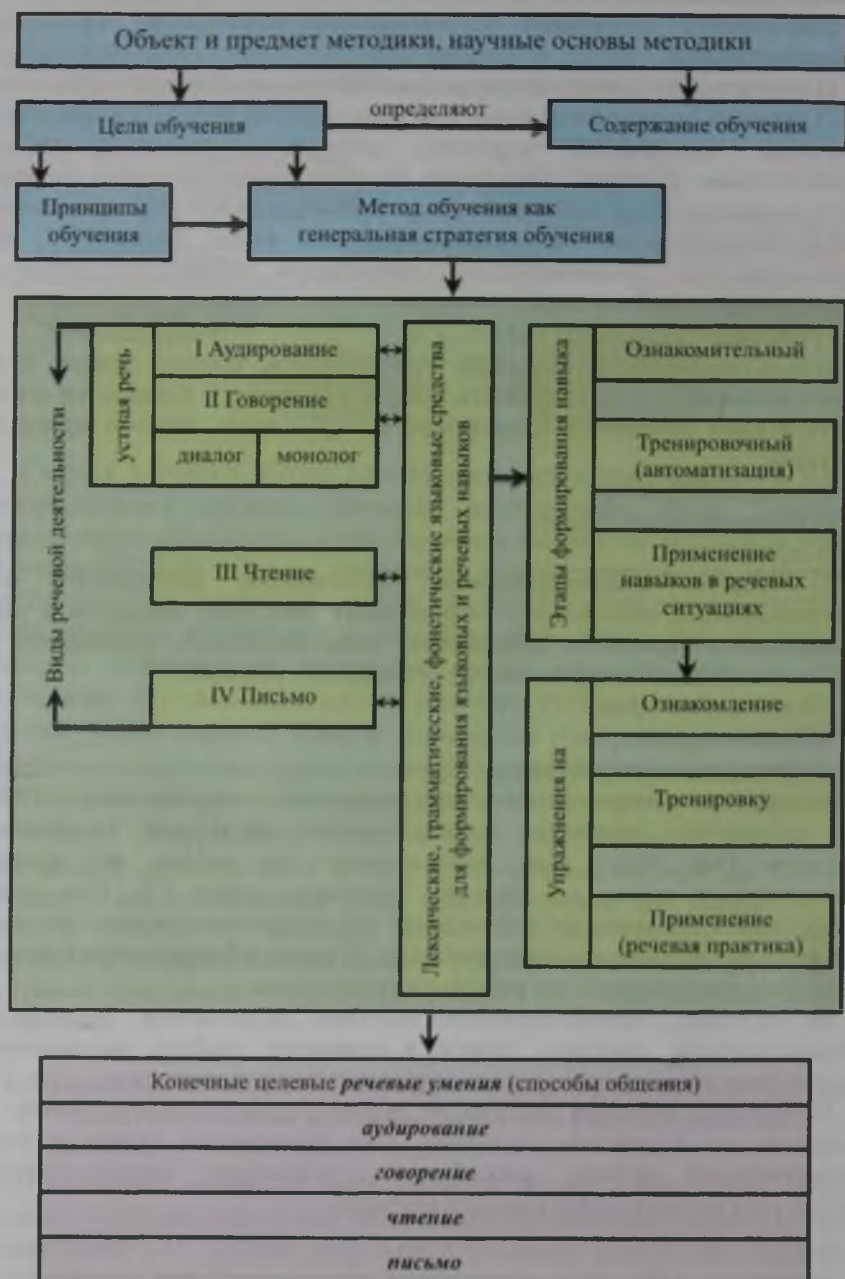 Объект и предмет методики, научные основы методики
Цели обучения
определяют
Содержание обучения
Принципы
обучения
Метод обучения как
генеральная стратегия обучения
Виды речевой деятельности
устная речь
I Аудирование
II Говорение
диалог
монолог
III Чтение
IV Письмо
Лексические, грамматические, фонетические языковые средства
для формирования языковых и речевых навыков
Этапы формирования навыка
Ознакомительный
Тренировочный
(автоматизация)
Применение
навыков в речевых
ситуациях
Упражнения на
Ознакомление
Тренировку
Применение
(речевая практика)
Конечные целевые речевые умения (способы общения)
аудирование
говорение
чтение
письмо